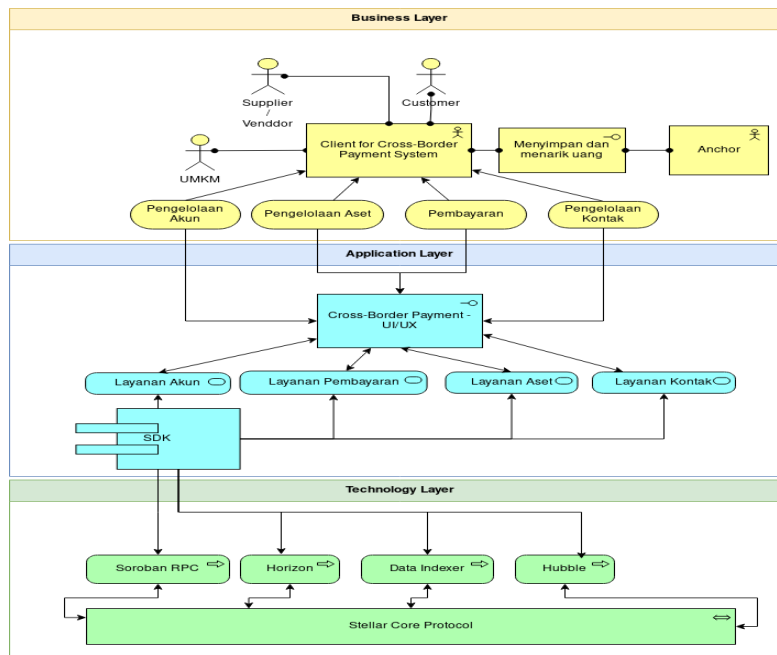 Business Layer
Supplier
/
Venddor
Customer
UMKM
Client for Cross-Border
Payment System
Menyimpan dan
menarik uang
Anchor
Pengelolaan
Akun
Pengelolaan Aset
Pembayaran
Pengelolaan
Kontak
Application Layer
Cross-Border Payment -
UI/UX
Layanan Akun
Layanan Pembayaran
Layanan Aset
Layanan Kontak
SDK
Technology Layer
Soroban RPC
Horizon
Data Indexer
Hubble
Stellar Core Protocol